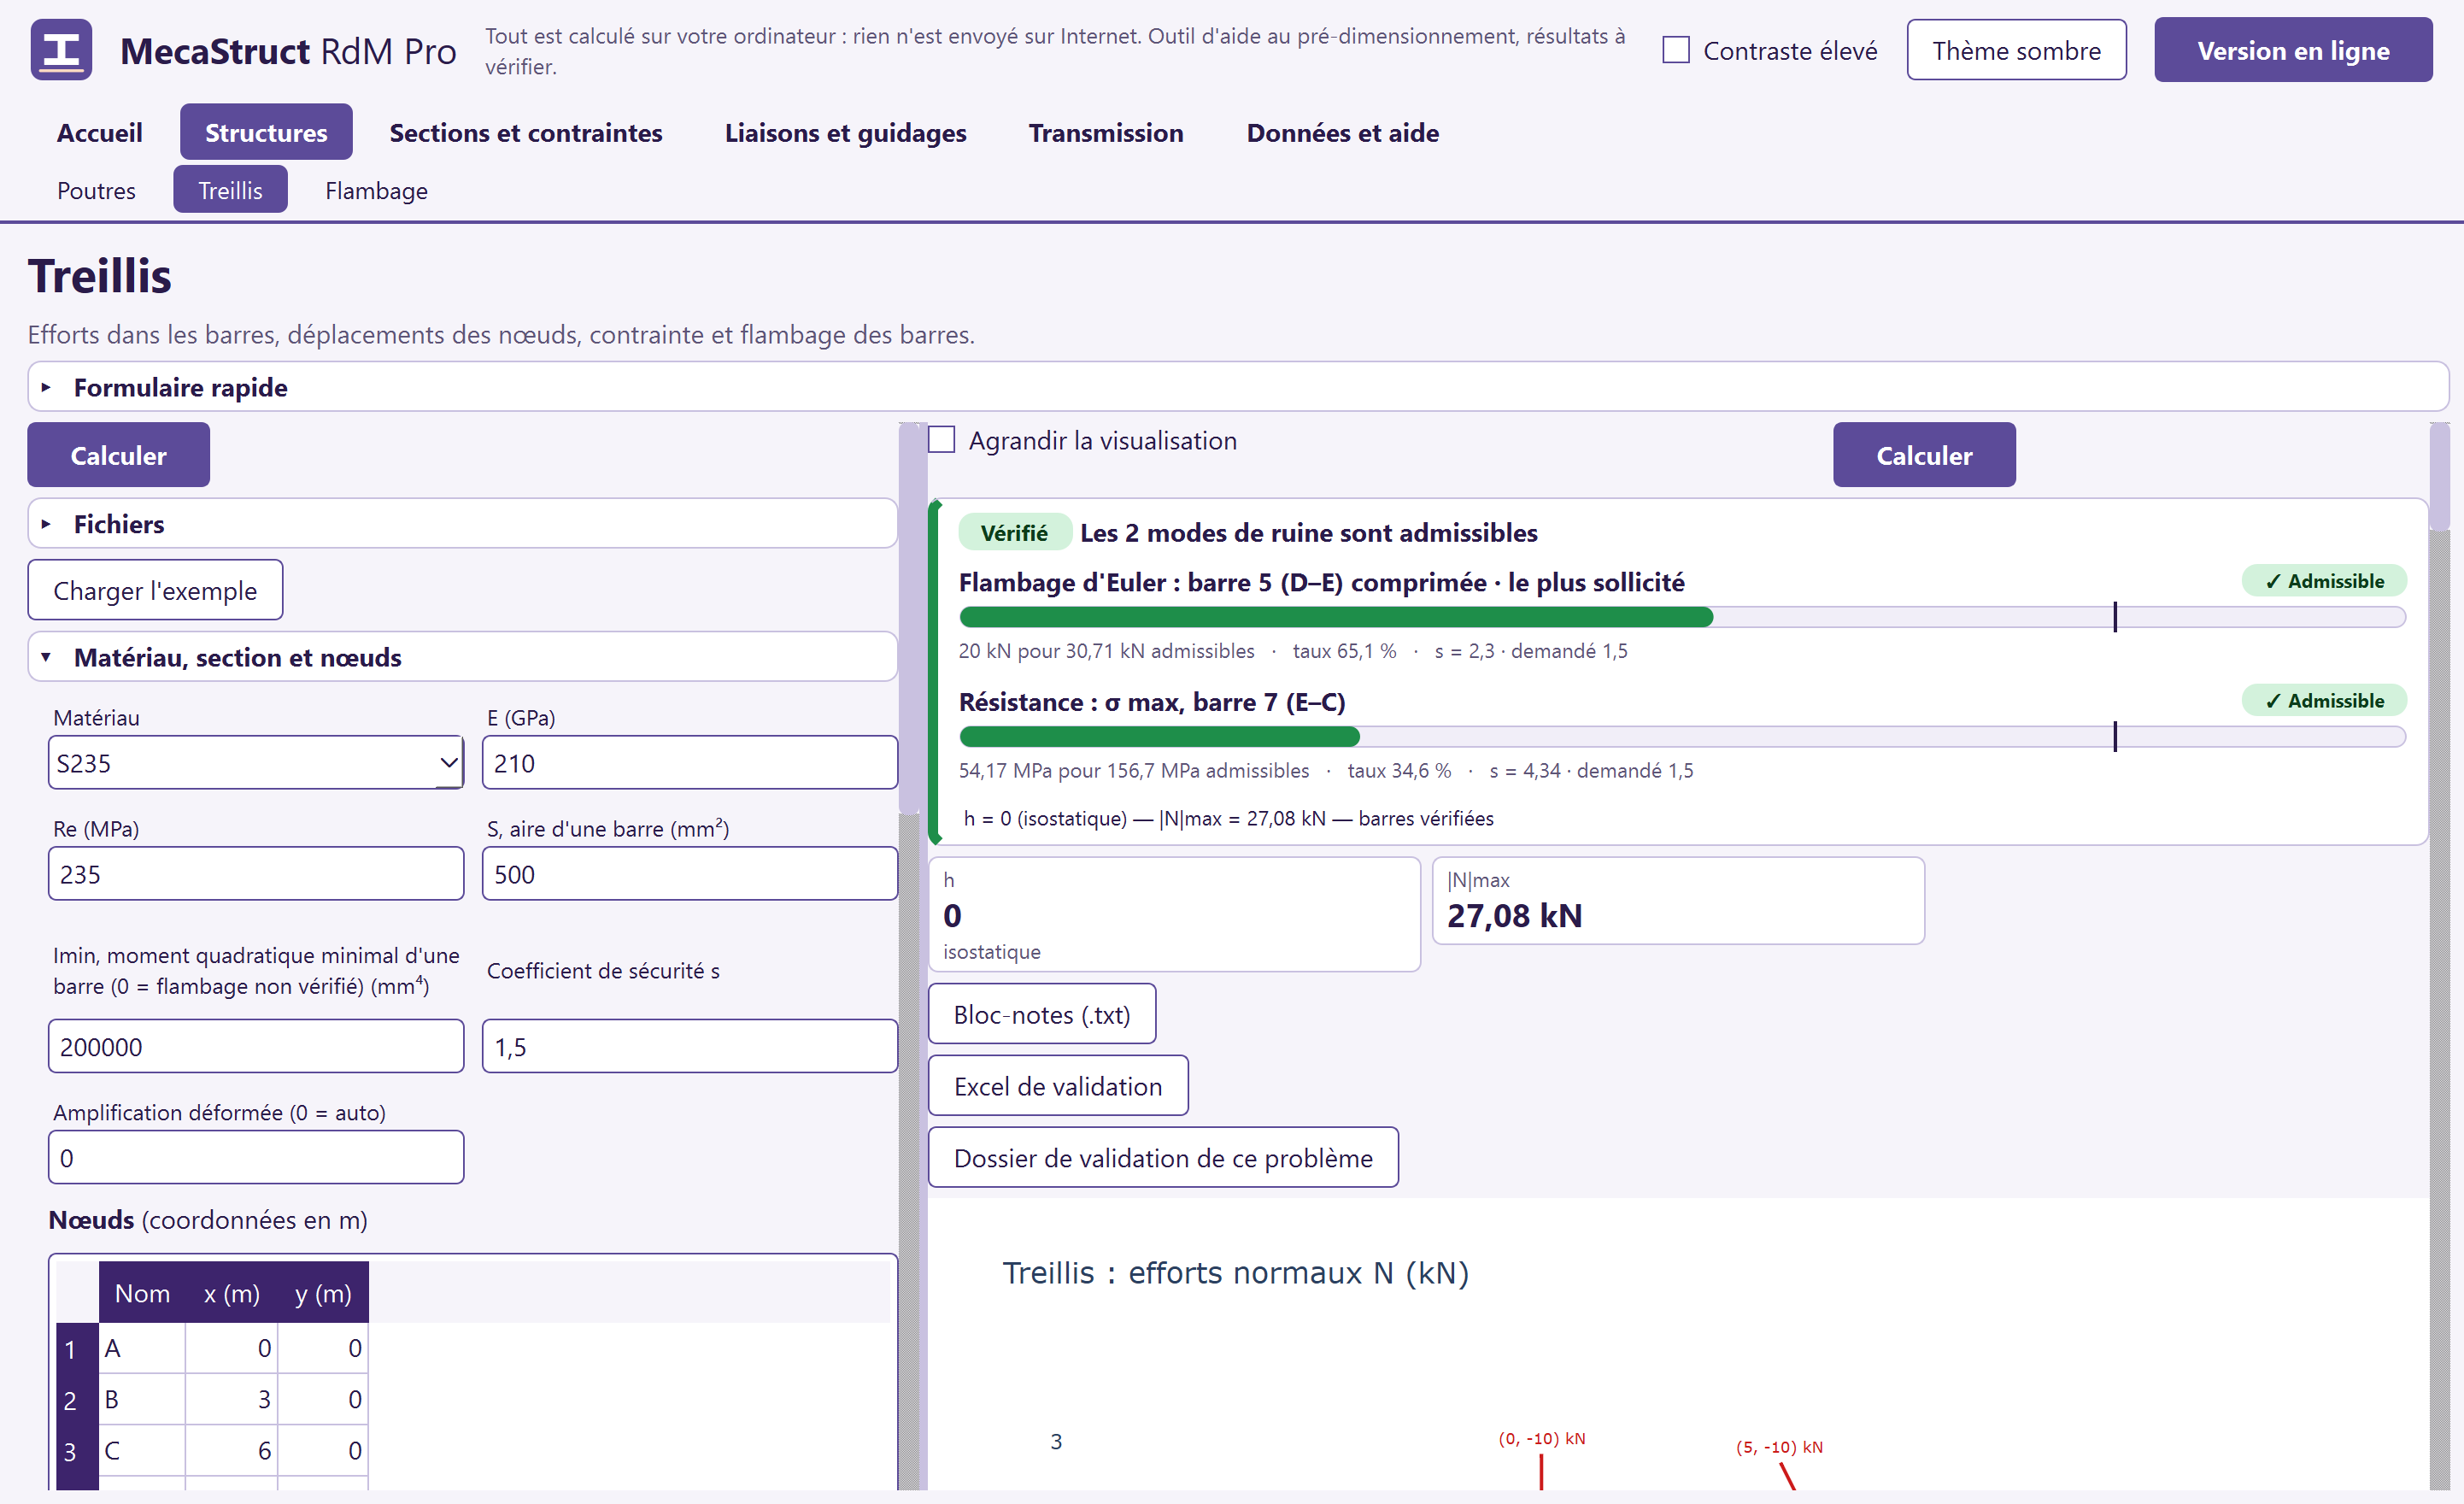 MecaStruct RdM Pro
Tout est calculé sur votre ordinateur : rien n'est envoyé sur Internet. Outil d'aide au pré-dimensionnement, résultats à
vérifier.
Contraste élevé
Thème sombre
Version en ligne
Accueil
Structures
Sections et contraintes
Liaisons et guidages
Transmission
Données et aide
Poutres
Treillis
Flambage
Treillis
Efforts dans les barres, déplacements des nœuds, contrainte et flambage des barres.
Formulaire rapide
Calculer
Fichiers
Charger l'exemple
Matériau, section et nœuds
Matériau
E (GPa)
S235
210
Re (MPa)
S, aire d'une barre (mm²)
235
500
Imin, moment quadratique minimal d'une
barre (0 = flambage non vérifié) (mm⁴)
Coefficient de sécurité s
200000
1,5
Amplification déformée (0 = auto)
0
Nœuds (coordonnées en m)
Nom x (m) y (m)
1 A 0 0
2 B 3 0
3 C 6 0
Agrandir la visualisation
Calculer
Vérifié Les 2 modes de ruine sont admissibles
Flambage d'Euler : barre 5 (D–E) comprimée · le plus sollicité
✓ Admissible
20 kN pour 30,71 kN admissibles · taux 65,1 % · s = 2,3 · demandé 1,5
Résistance : σ max, barre 7 (E–C)
✓ Admissible
54,17 MPa pour 156,7 MPa admissibles · taux 34,6 % · s = 4,34 · demandé 1,5
h = 0 (isostatique) — |N|max = 27,08 kN — barres vérifiées
h
0
isostatique
|N|max
27,08 kN
Bloc-notes (.txt)
Excel de validation
Dossier de validation de ce problème
Treillis : efforts normaux N (kN)
3
(0, -10) kN
(5, -10) kN